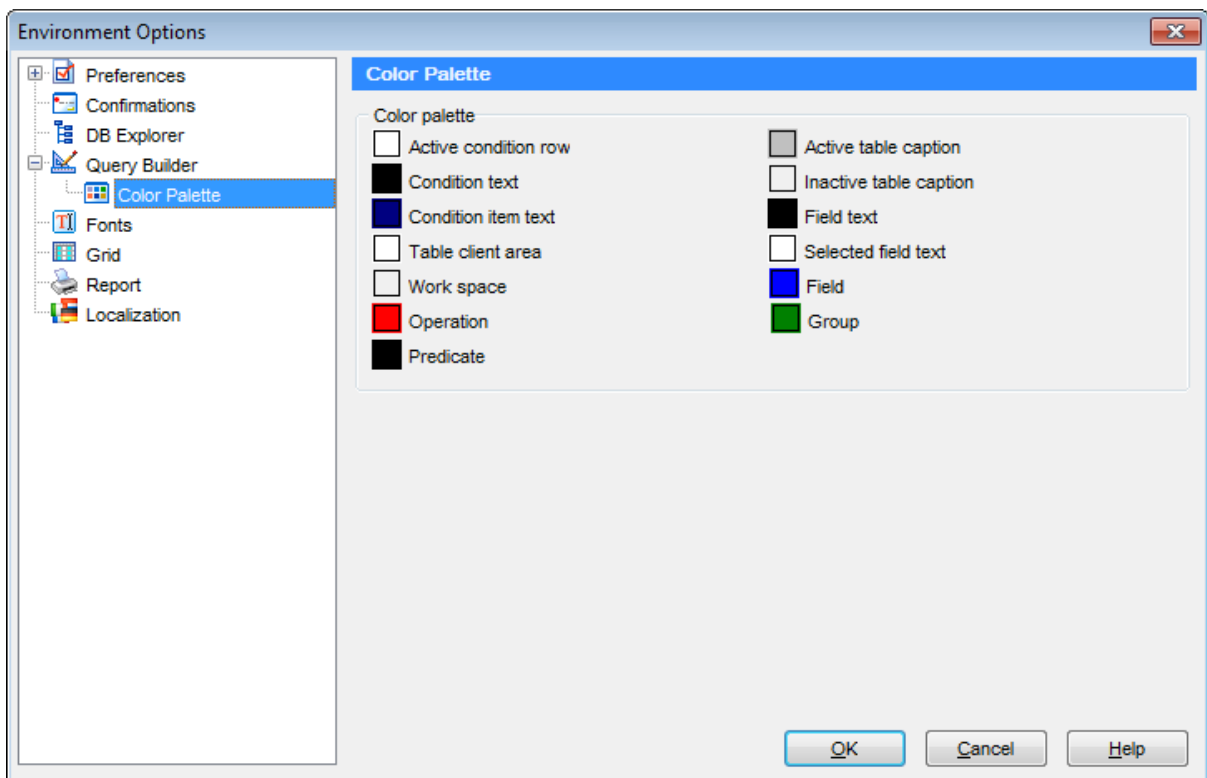 Environment Options
Preferences
Confirmations
DB Explorer
Query Builder
Color Palette
Fonts
Grid
Report
Localization
Color Palette
Color palette
Active condition row
Condition text
Condition item text
Table client area
Work space
Operation
Predicate
Active table caption
Inactive table caption
Field text
Selected field text
Field
Group
OK
Cancel
Help